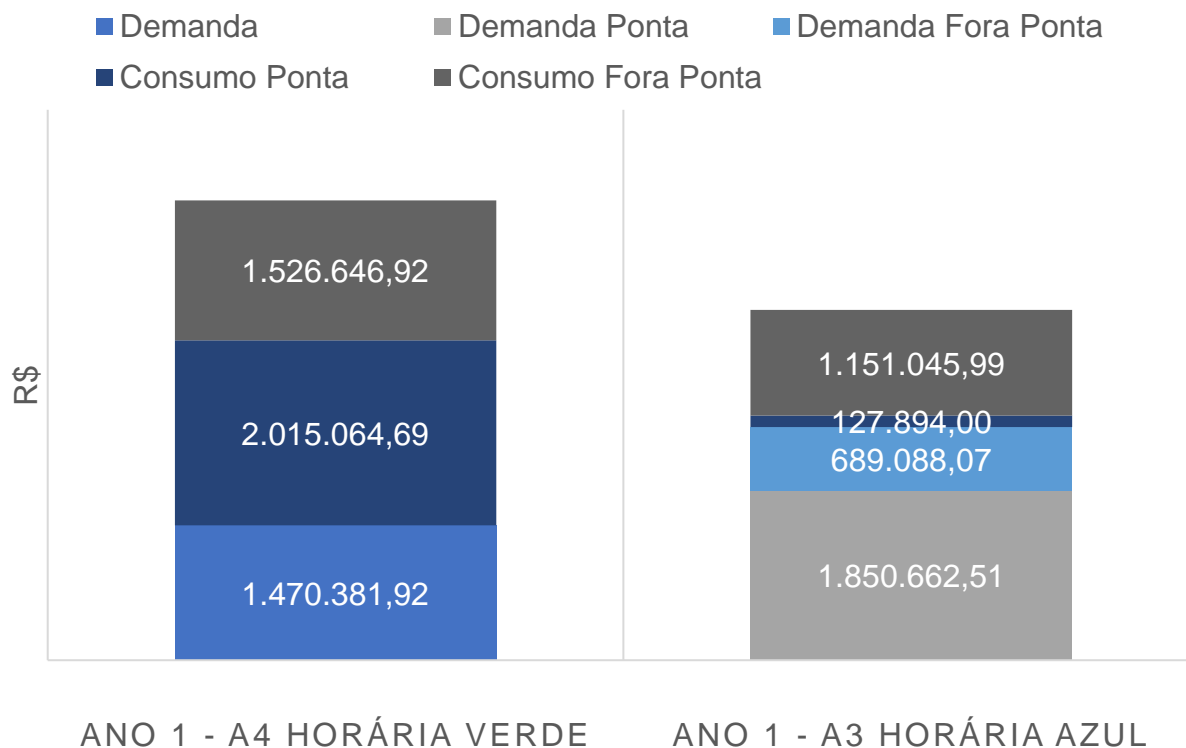 Demanda
Demanda Ponta
Demanda Fora Ponta
Consumo Ponta
Consumo Fora Ponta
R$
1.526.646,92
2.015.064,69
1.470.381,92
1.151.045,99
127.894,00
689.088,07
1.850.662,51
ANO 1 - A4 HORÁRIA VERDE
ANO 1 - A3 HORÁRIA AZUL